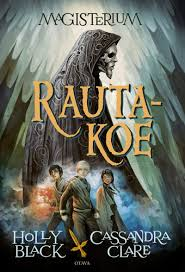 MAGISTERIUM
RAUTA-
KOE
HOLLY CASSANDRA
BLACK CLARE
OTAVA